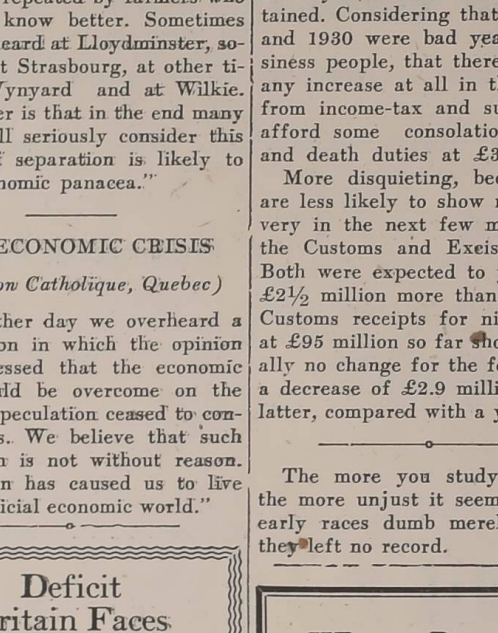 know better. Sometimes
eard at Lloydminster, so-
t Strasbourg, at other ti-
Wynyard and at Wilkie.
er is that in the end many
ll seriously consider this
f separation is likely to
nomic panacea."
ECONOMIC CRISIS
on Catholique, Quebec)
ther day we overheard a
on in which the opinion
essed that the economic
ld be overcome on the
peculation ceased to con-
s. We believe that such
n is not without reason.
n has caused us to live
icial economic world."
Deficit
ritain Faces
tained. Considering that
and 1930 were bad yea
siness people, that there
any increase at all in t
from income-tax and su
afford some consolatio
and death duties at £3
More disquieting, bec
are less likely to show
very in the next few m
the Customs and Exeis
Both were expected to
£2½ million more than
Customs receipts for ni
at £95 million so far sho
ally no change for the f
a decrease of £2.9 milli
latter, compared with a y
The more you study
the more unjust it seem
early races dumb mere
they left no record.